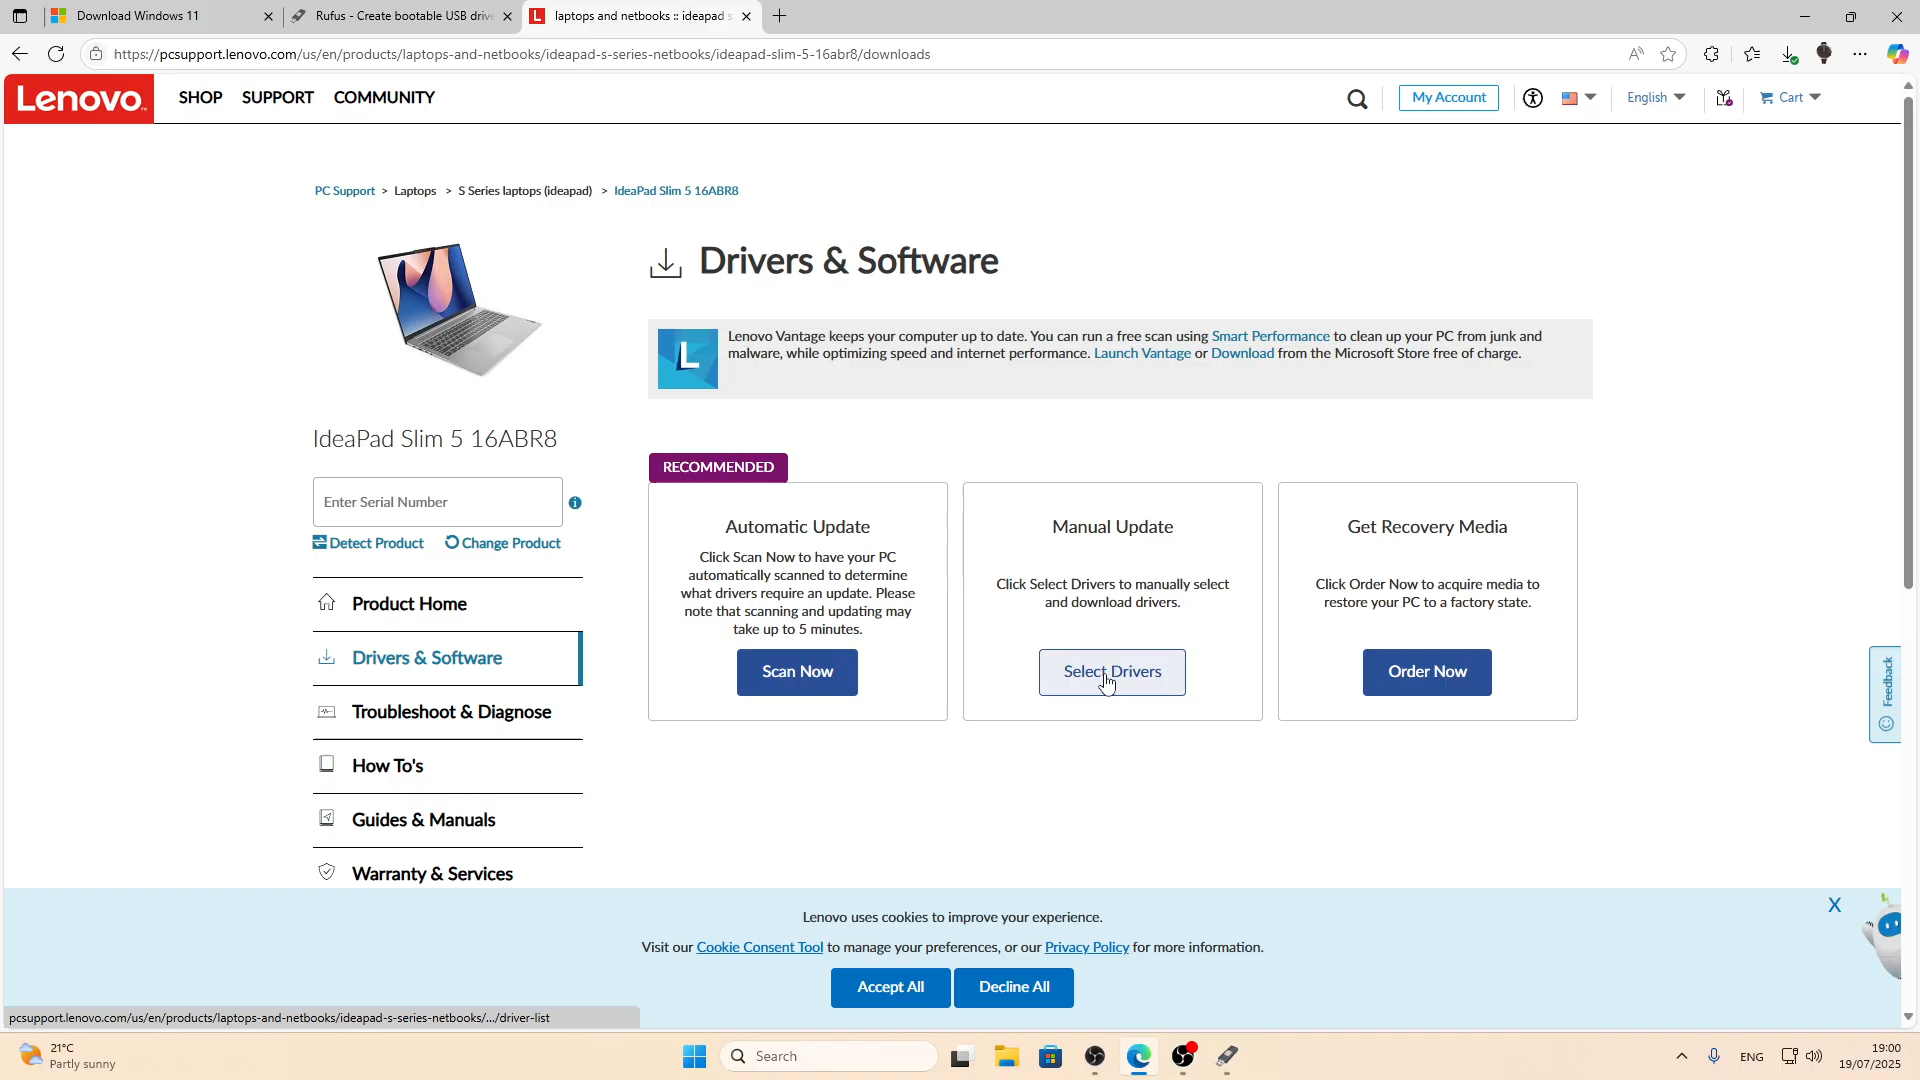 Download Windows 11
Rufus - Create bootable USB drive
laptops and netbooks :: ideapad s
https://pcsupport.lenovo.com/us/en/products/laptops-and-netbooks/ideapad-s-series-netbooks/ideapad-slim-5-16abr8/downloads
Lenovo
SHOP SUPPORT COMMUNITY
My Account
English
Cart
PC Support > Laptops > S Series laptops (ideapad) > IdeaPad Slim 5 16ABR8
Drivers & Software
L
Lenovo Vantage keeps your computer up to date. You can run a free scan using Smart Performance to clean up your PC from junk and
malware, while optimizing speed and internet performance. Launch Vantage or Download from the Microsoft Store free of charge.
IdeaPad Slim 5 16ABR8
Enter Serial Number
Detect Product
Change Product
Product Home
Drivers & Software
Troubleshoot & Diagnose
How To's
Guides & Manuals
Warranty & Services
RECOMMENDED
Automatic Update
Click Scan Now to have your PC
automatically scanned to determine
what drivers require an update. Please
note that scanning and updating may
take up to 5 minutes.
Scan Now
Manual Update
Click Select Drivers to manually select
and download drivers.
Select Drivers
Get Recovery Media
Click Order Now to acquire media to
restore your PC to a factory state.
Order Now
Feedback
Lenovo uses cookies to improve your experience.
X
Visit our Cookie Consent Tool to manage your preferences, or our Privacy Policy for more information.
Accept All
Decline All
pcsupport.lenovo.com/us/en/products/laptops-and-netbooks/ideapad-s-series-netbooks/.../driver-list
21°C
Partly sunny
Search
ENG
19:00
19/07/2025